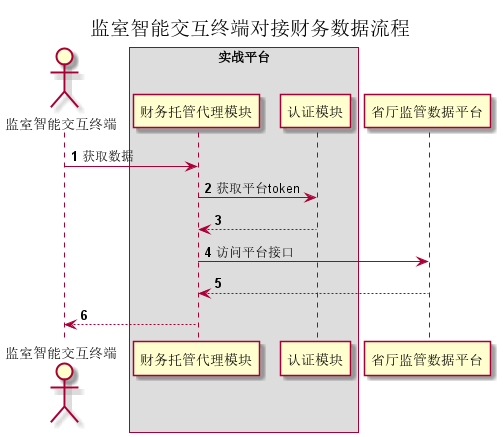 监室智能交互终端对接财务数据流程
实战平台
监室智能交互终端
财务托管代理模块
认证模块
省厅监管数据平台
1 获取数据
2 获取平台token
3
4 访问平台接口
5
6
监室智能交互终端
财务托管代理模块
认证模块
省厅监管数据平台